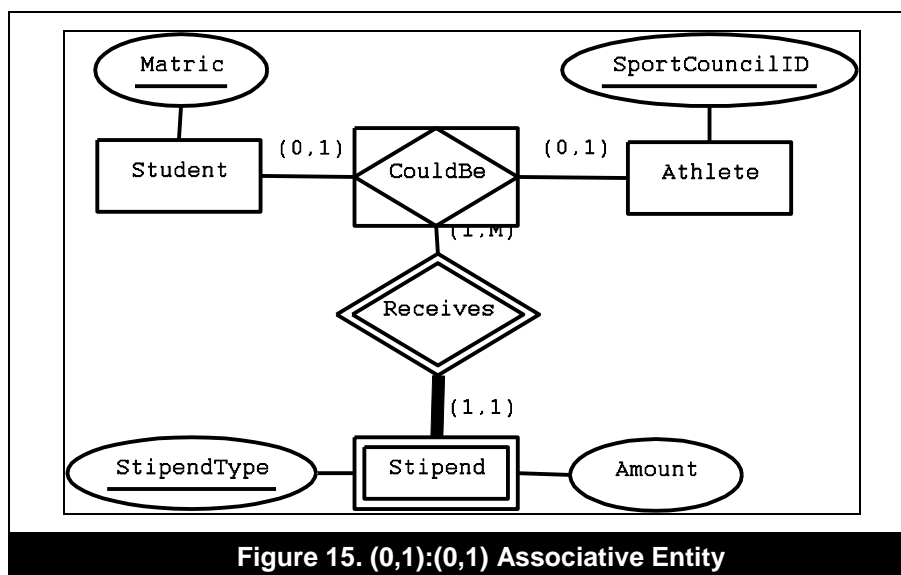 Matric
SportCouncilID
Student
(0,1)
CouldBe
(0,1)
Athlete
(1,M)
Receives
(1,1)
StipendType
Stipend
Amount
Figure 15. (0,1):(0,1) Associative Entity